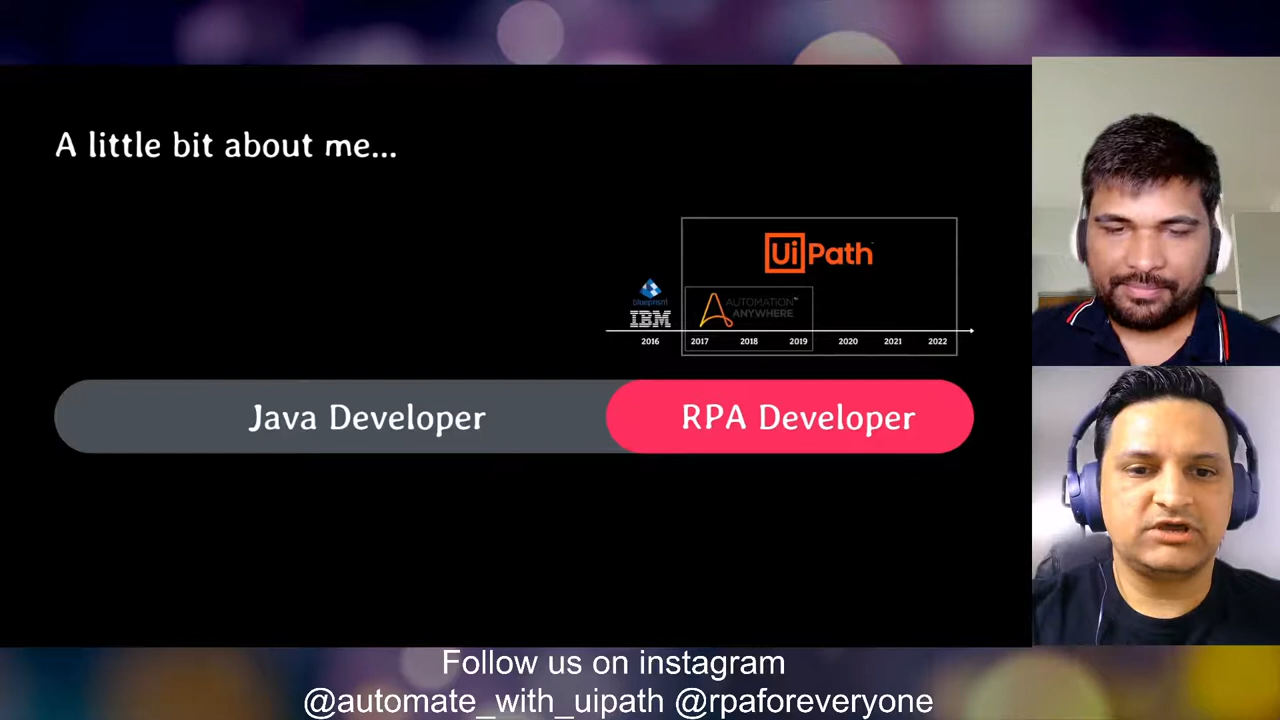 A little bit about me...
UiPath
blueprism
IBM
AUTOMATION
ANYWHERE
2016 2017 2018 2019 2020 2021 2022
Java Developer
RPA Developer
Follow us on instagram
@automate_with_uipath @rpaforeveryone